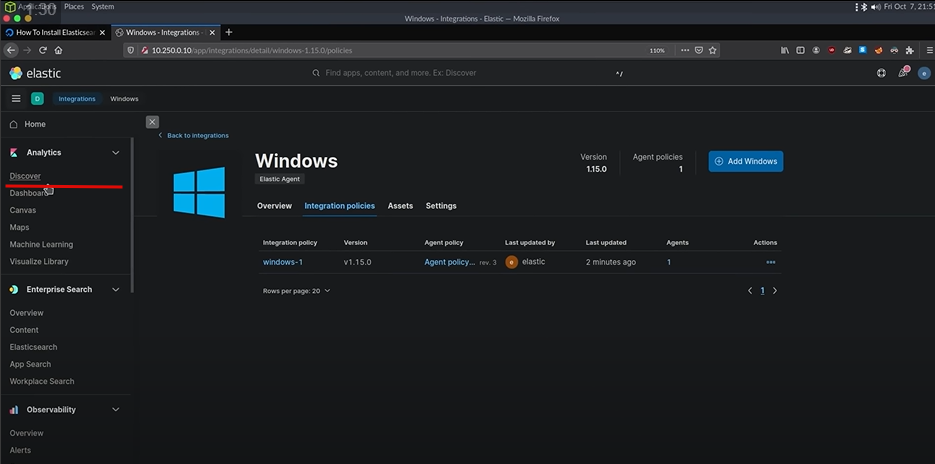 Applications Places System
1:30
Fri Oct 7, 21:5
Windows - Integrations - Elastic — Mozilla Firefox
How To Install Elasticsear
Windows - Integrations -
10.250.0.10/app/integrations/detail/windows-1.15.0/policies
110%
elastic
Find apps, content, and more. Ex: Discover
^/
e
D
Integrations
Windows
Home
Analytics
Discover
Dashboard
Canvas
Maps
Machine Learning
Visualize Library
Enterprise Search
Overview
Content
Elasticsearch
App Search
Workplace Search
Observability
Overview
Alerts
Back to Integrations
Windows
Elastic Agent
Version
1.15.0
Agent policies
1
Add Windows
Overview Integration policies Assets Settings
Integration policy Version Agent policy Last updated by Last updated Agents Actions
windows-1 v1.15.0 Agent policy... rev. 3 e elastic 2 minutes ago 1
Rows per page: 20
1